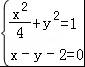 x²/4 + y² = 1
x − y − 2 = 0